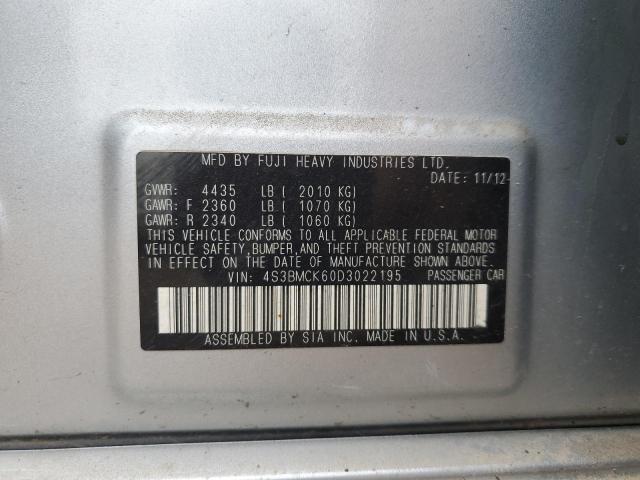 MFD BY FUJI HEAVY INDUSTRIES LTD.
DATE: 11/12
GVWR: 4435 LB ( 2010 KG)
GAWR: F 2360 LB ( 1070 KG)
GAWR: R 2340 LB ( 1060 KG)
THIS VEHICLE CONFORMS TO ALL APPLICABLE FEDERAL MOTOR
VEHICLE SAFETY, BUMPER, AND THEFT PREVENTION STANDARDS
IN EFFECT ON THE DATE OF MANUFACTURE SHOWN ABOVE.
VIN: 4S3BMCK60D3022195 PASSENGER CAR
ASSEMBLED BY SIA INC. IN U.S.A.